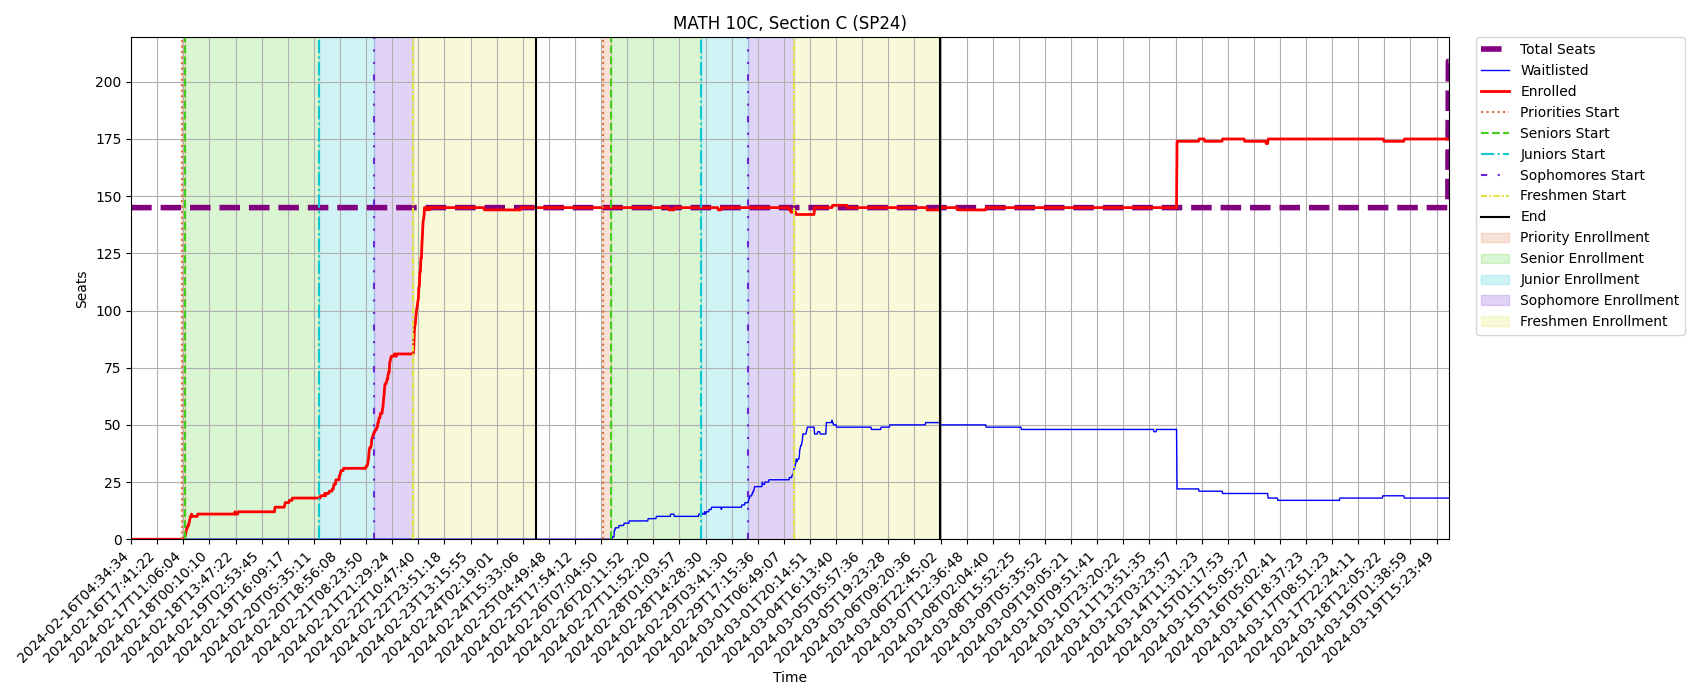 MATH 10C, Section C (SP24)
Seats
200
175
150
125
100
75
50
25
0
2024-02-16T04:34:34
2024-02-16T17:41:22
2024-02-17T11:06:04
2024-02-18T00:10:10
2024-02-18T13:47:22
2024-02-19T02:53:45
2024-02-19T16:09:17
2024-02-20T05:35:11
2024-02-20T18:56:08
2024-02-21T08:23:50
2024-02-21T21:29:24
2024-02-22T10:47:40
2024-02-22T23:51:18
2024-02-23T13:15:55
2024-02-24T02:19:01
2024-02-24T15:33:06
2024-02-25T04:49:48
2024-02-25T17:54:12
2024-02-26T07:04:50
2024-02-26T20:11:52
2024-02-27T11:52:20
2024-02-28T01:03:57
2024-02-28T14:28:30
2024-02-29T03:41:30
2024-02-29T17:15:36
2024-03-01T06:49:07
2024-03-01T20:14:51
2024-03-04T16:13:40
2024-03-05T05:57:36
2024-03-05T19:23:28
2024-03-06T09:20:36
2024-03-06T22:45:02
2024-03-07T12:36:48
2024-03-08T02:04:40
2024-03-08T15:52:25
2024-03-09T05:35:52
2024-03-09T19:05:21
2024-03-10T09:51:41
2024-03-10T23:20:22
2024-03-11T13:51:35
2024-03-12T03:23:57
2024-03-14T11:31:23
2024-03-15T01:17:53
2024-03-15T15:05:27
2024-03-16T05:02:41
2024-03-16T18:37:23
2024-03-17T08:51:23
2024-03-17T22:24:11
2024-03-18T12:05:22
2024-03-19T01:38:59
2024-03-19T15:23:49
Time
Total Seats
Waitlisted
Enrolled
Priorities Start
Seniors Start
Juniors Start
Sophomores Start
Freshmen Start
End
Priority Enrollment
Senior Enrollment
Junior Enrollment
Sophomore Enrollment
Freshmen Enrollment